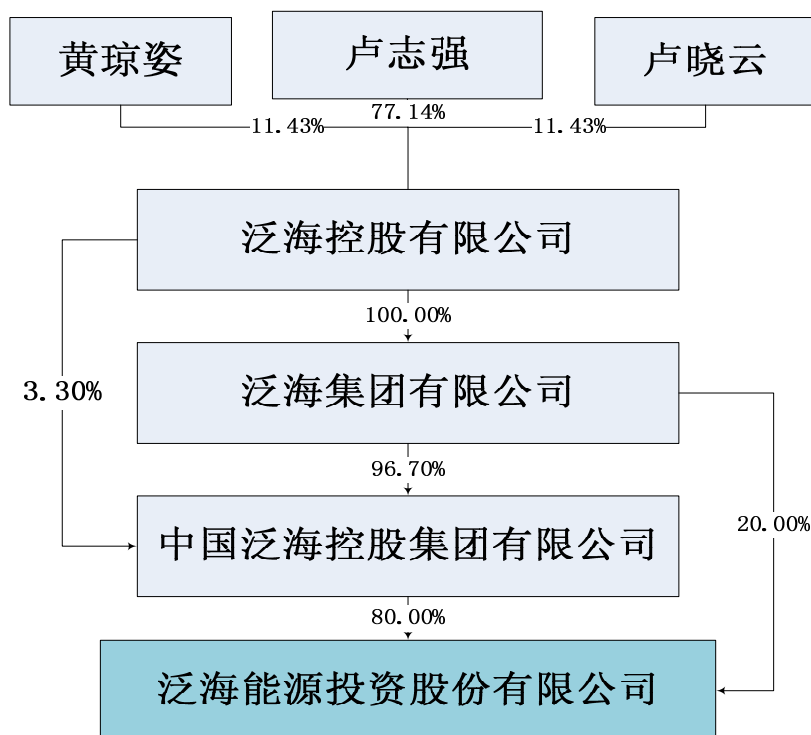 黄琼姿
卢志强
卢晓云
11.43%
77.14%
11.43%
泛海控股有限公司
100.00%
泛海集团有限公司
3.30%
96.70%
20.00%
中国泛海控股集团有限公司
80.00%
泛海能源投资股份有限公司